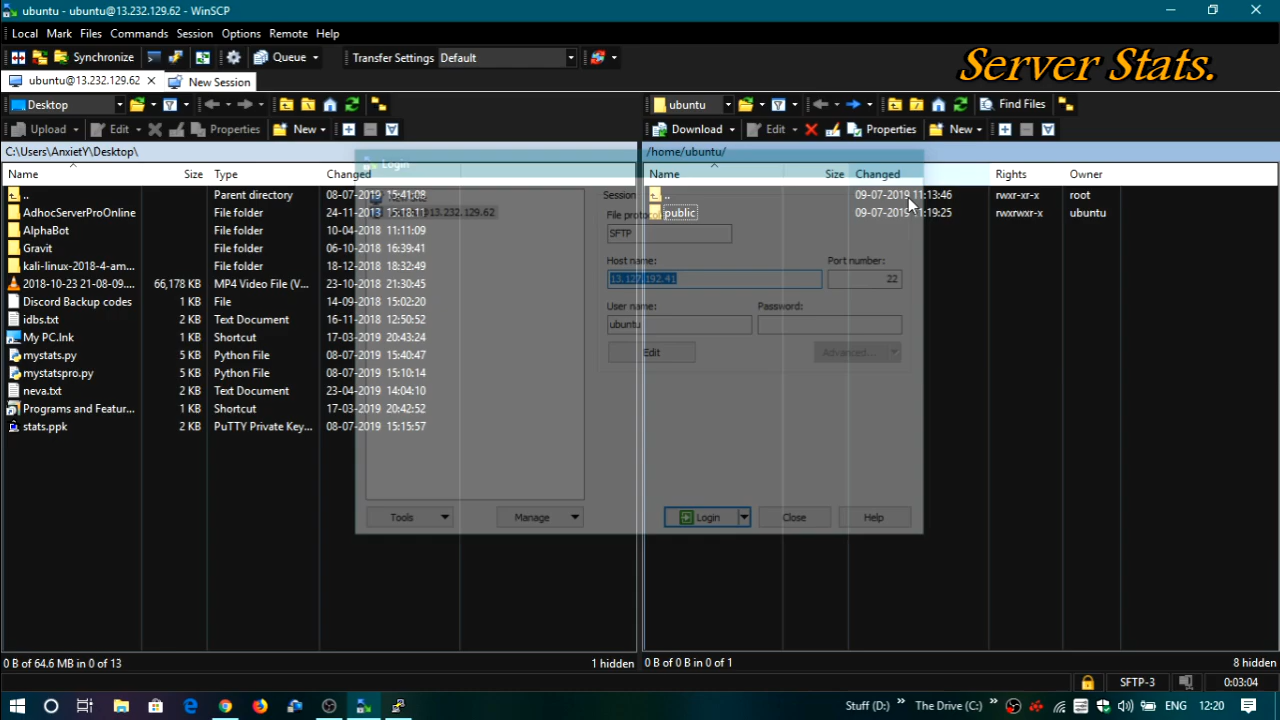 ubuntu - ubuntu@13.232.129.62 - WinSCP
Local Mark Files Commands Session Options Remote Help
Synchronize Queue Transfer Settings Default
Server Stats.
ubuntu@13.232.129.62 New Session
Desktop
ubuntu Find Files
Upload Edit Properties New
Download Edit Properties New
C:\Users\AnxietY\Desktop\
/home/ubuntu/
Name Size Type Changed
Name Size Changed Rights Owner
.. Parent directory 08-07-2019 15:41:08
AdhocServerProOnline File folder 24-11-2013 15:18:11
AlphaBot File folder 10-04-2018 11:11:09
Gravit File folder 06-10-2018 16:39:41
kali-linux-2018-4-am... File folder 18-12-2018 18:32:49
2018-10-23 21-08-09.... 66,178 KB MP4 Video File (V... 23-10-2018 21:30:45
Discord Backup codes 1 KB File 14-09-2018 15:02:20
idbs.txt 2 KB Text Document 16-11-2018 12:50:52
My PC.lnk 1 KB Shortcut 17-03-2019 20:43:24
mystats.py 5 KB Python File 08-07-2019 15:40:47
mystatspro.py 5 KB Python File 08-07-2019 15:10:14
neva.txt 2 KB Text Document 23-04-2019 14:04:10
Programs and Featur... 1 KB Shortcut 17-03-2019 20:42:52
stats.ppk 2 KB PuTTY Private Key... 08-07-2019 15:15:57
.. 09-07-2019 11:13:46 rwxr-xr-x root
public 09-07-2019 11:19:25 rwxrwxr-x ubuntu
Login
@13.232.129.62
Session
File protoco
SFTP
Host name: Port number:
13.127.192.41 22
User name: Password:
ubuntu
Edit Advanced...
Tools Manage Login Close Help
0 B of 64.6 MB in 0 of 13 1 hidden
0 B of 0 B in 0 of 1 8 hidden
SFTP-3 0:03:04
Stuff (D:) » The Drive (C:) » ENG 12:20